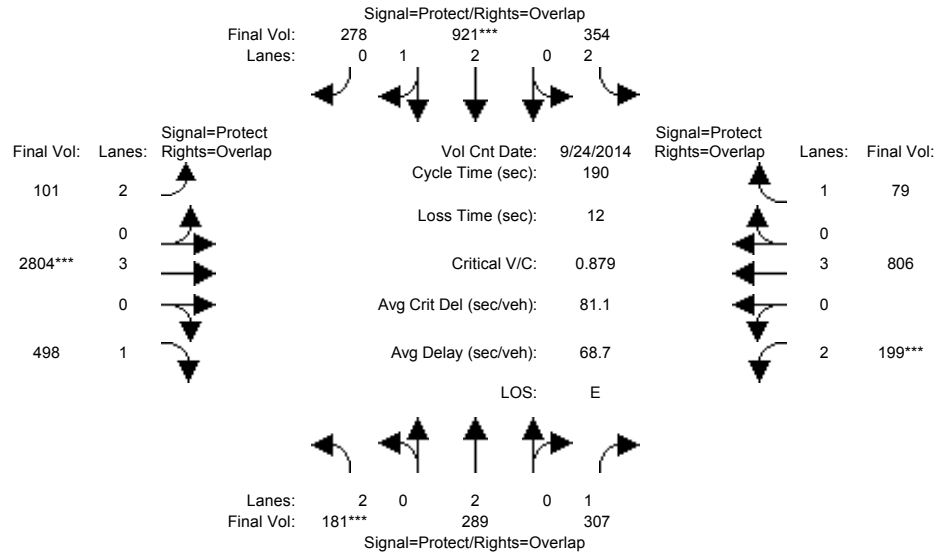 Signal=Protect/Rights=Overlap
Final Vol: 278 921*** 354
Lanes: 0 1 2 0 2
Signal=Protect Signal=Protect
Final Vol: Lanes: Rights=Overlap Vol Cnt Date: 9/24/2014 Rights=Overlap Lanes: Final Vol:
Cycle Time (sec): 190
101 2 1 79
Loss Time (sec): 12
0 0
2804*** 3 Critical V/C: 0.879 3 806
0 Avg Crit Del (sec/veh): 81.1 0
498 1 Avg Delay (sec/veh): 68.7 2 199***
LOS: E
Lanes: 2 0 2 0 1
Final Vol: 181*** 289 307
Signal=Protect/Rights=Overlap